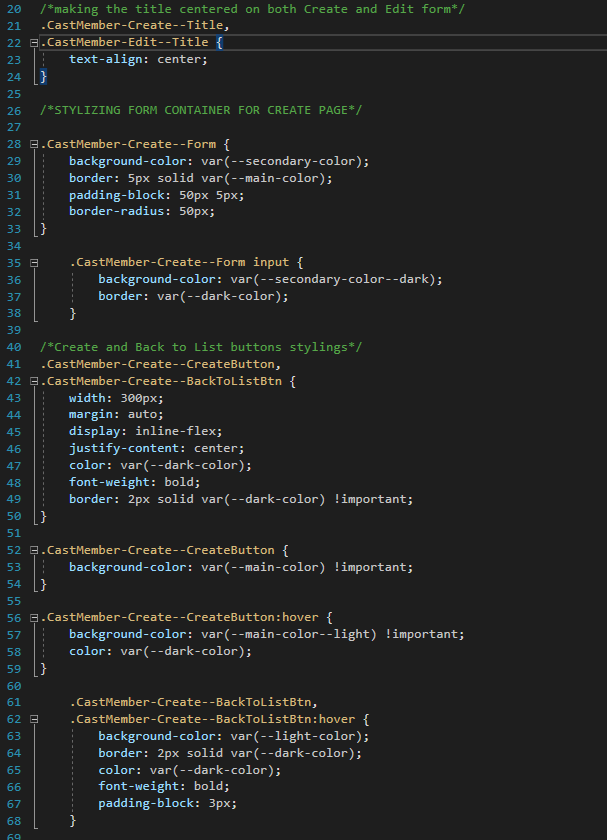 20 /*making the title centered on both Create and Edit form*/
21 .CastMember-Create--Title,
22 .CastMember-Edit--Title {
23 text-align: center;
24 }
25
26 /*STYLIZING FORM CONTAINER FOR CREATE PAGE*/
27
28 .CastMember-Create--Form {
29 background-color: var(--secondary-color);
30 border: 5px solid var(--main-color);
31 padding-block: 50px 5px;
32 border-radius: 50px;
33 }
34
35 .CastMember-Create--Form input {
36 background-color: var(--secondary-color--dark);
37 border: var(--dark-color);
38 }
39
40 /*Create and Back to List buttons stylings*/
41 .CastMember-Create--CreateButton,
42 .CastMember-Create--BackToListBtn {
43 width: 300px;
44 margin: auto;
45 display: inline-flex;
46 justify-content: center;
47 color: var(--dark-color);
48 font-weight: bold;
49 border: 2px solid var(--dark-color) !important;
50 }
51
52 .CastMember-Create--CreateButton {
53 background-color: var(--main-color) !important;
54 }
55
56 .CastMember-Create--CreateButton:hover {
57 background-color: var(--main-color--light) !important;
58 color: var(--dark-color);
59 }
60
61 .CastMember-Create--BackToListBtn,
62 .CastMember-Create--BackToListBtn:hover {
63 background-color: var(--light-color);
64 border: 2px solid var(--dark-color);
65 color: var(--dark-color);
66 font-weight: bold;
67 padding-block: 3px;
68 }
69